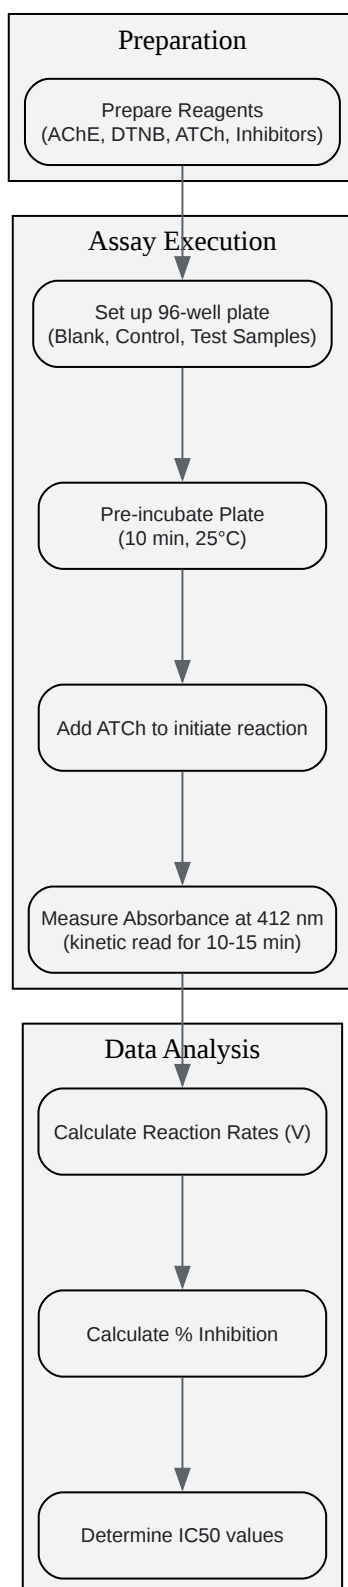 Preparation
Prepare Reagents
(AChE, DTNB, ATCh, Inhibitors)
Assay Execution
Set up 96-well plate
(Blank, Control, Test Samples)
Pre-incubate Plate
(10 min, 25°C)
Add ATCh to initiate reaction
Measure Absorbance at 412 nm
(kinetic read for 10-15 min)
Data Analysis
Calculate Reaction Rates (V)
Calculate % Inhibition
Determine IC50 values